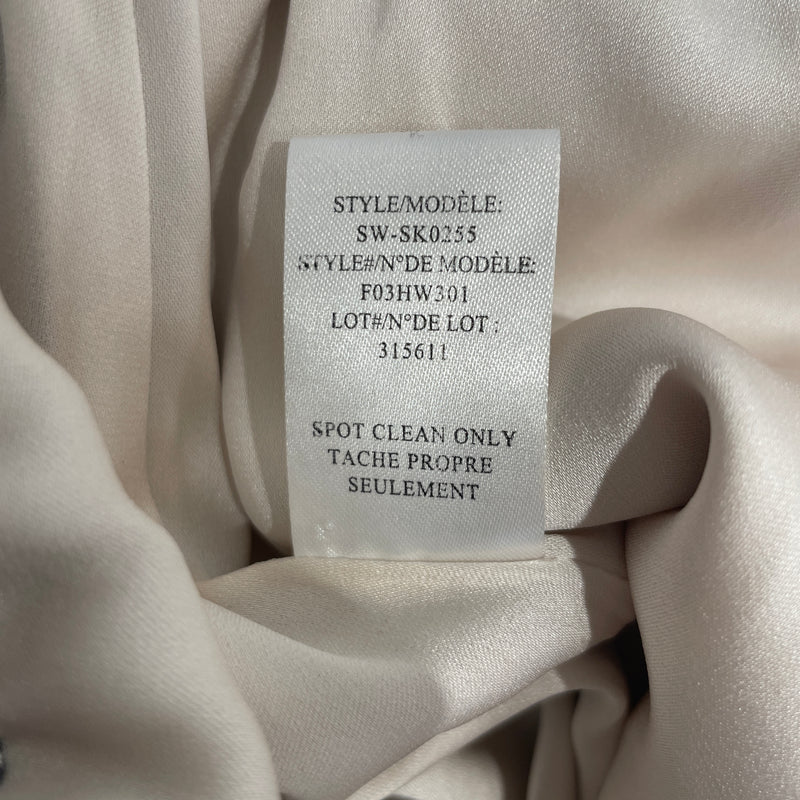 STYLE/MODÈLE:
SW-SK0255
STYLE#/N°DE MODÈLE:
F03HW301
LOT#/N°DE LOT :
315611
SPOT CLEAN ONLY
TACHE PROPRE
SEULEMENT